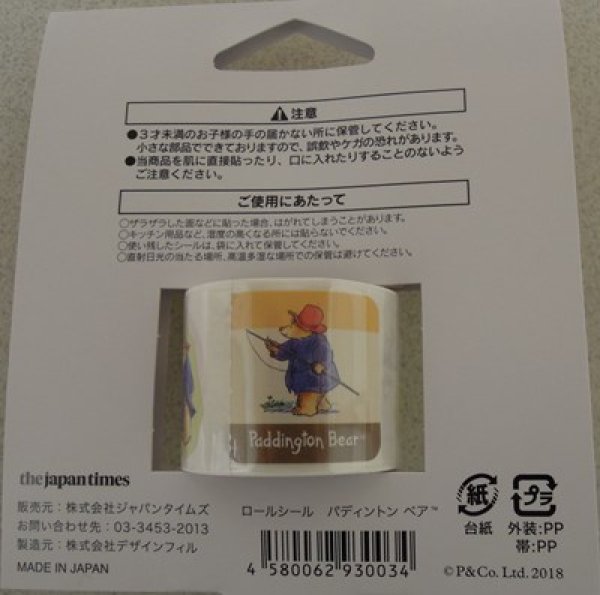 ⚠注意
●3才未満のお子様の手の届かない所に保管してください。
小さな部品でできておりますので、誤飲やケガの恐れがあります。
●当商品を肌に直接貼ったり、口に入れたりすることのないよう
ご注意ください。
ご使用にあたって
○ザラザラした面などに貼った場合、はがれてしまうことがあります。
○キッチン用品など、湿度の高くなる所には貼らないでください。
○使い残したシールは、袋に入れて保管してください。
○直射日光の当たる場所、高温多湿な場所での保管は避けてください。
Paddington Bear™
the japan times
販売元：株式会社ジャパンタイムズ
お問い合わせ先：03-3453-2013
製造元：株式会社デザインフィル
MADE IN JAPAN
ロールシール パディントン ベア™
4 580062 930034
紙
台紙
プラ
外装:PP
帯:PP
©P&Co. Ltd. 2018